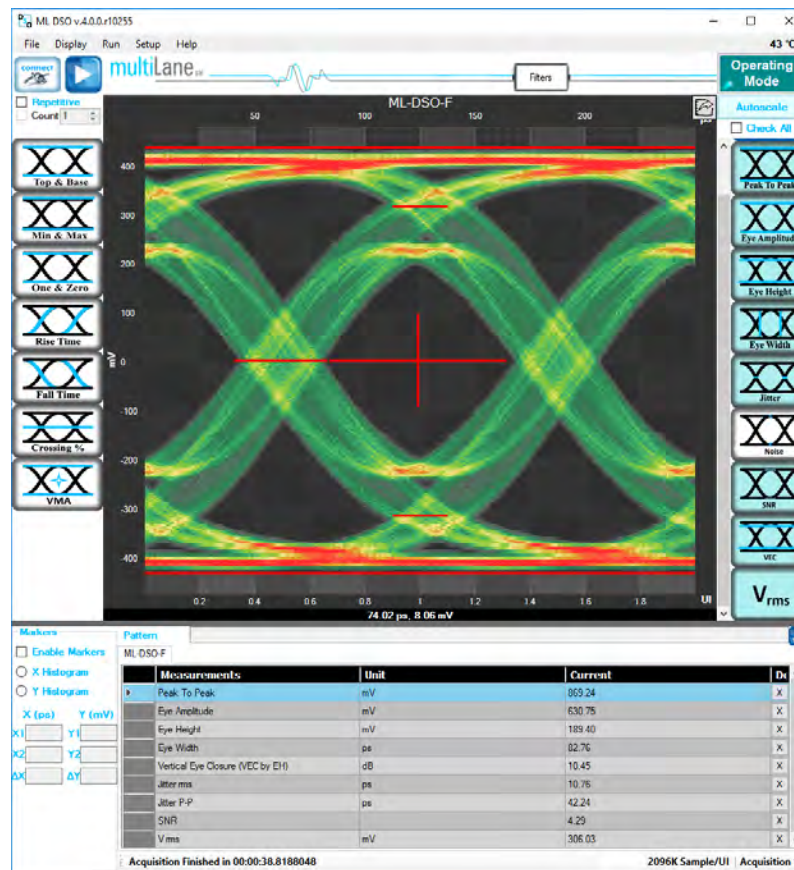 ML DSO v.4.0.0.r10255
File Display Run Setup Help 43 °C
connect
multiLane
Filters
Operating Mode
Repetitive
Count 1
Autoscale
Check All
ML-DSO-F
50 100 150 200
Top & Base
Min & Max
One & Zero
Rise Time
Fall Time
Crossing %
VMA
400
300
200
100
0
-100
-200
-300
-400
mV
0.2 0.4 0.6 0.8 1 1.2 1.4 1.6 1.8 UI
74.02 ps, 8.06 mV
Peak To Peak
Eye Amplitud
Eye Height
Eye Width
Jitter
Noise
SNR
VEC
Vrms
Markers
Enable Markers
X Histogram
Y Histogram
X (ps) Y (mV)
X1 Y1
X2 Y2
ΔX ΔY
Pattern
ML-DSO-F
Measurements Unit Current De
Peak To Peak mV 869.24 X
Eye Amplitude mV 630.75 X
Eye Height mV 189.40 X
Eye Width ps 82.76 X
Vertical Eye Closure (VEC by EH) dB 10.45 X
Jitter rms ps 10.76 X
Jitter P-P ps 42.24 X
SNR 4.29 X
V rms mV 306.03 X
Acquisition Finished in 00:00:38.8188048 2096K Sample/UI Acquisition